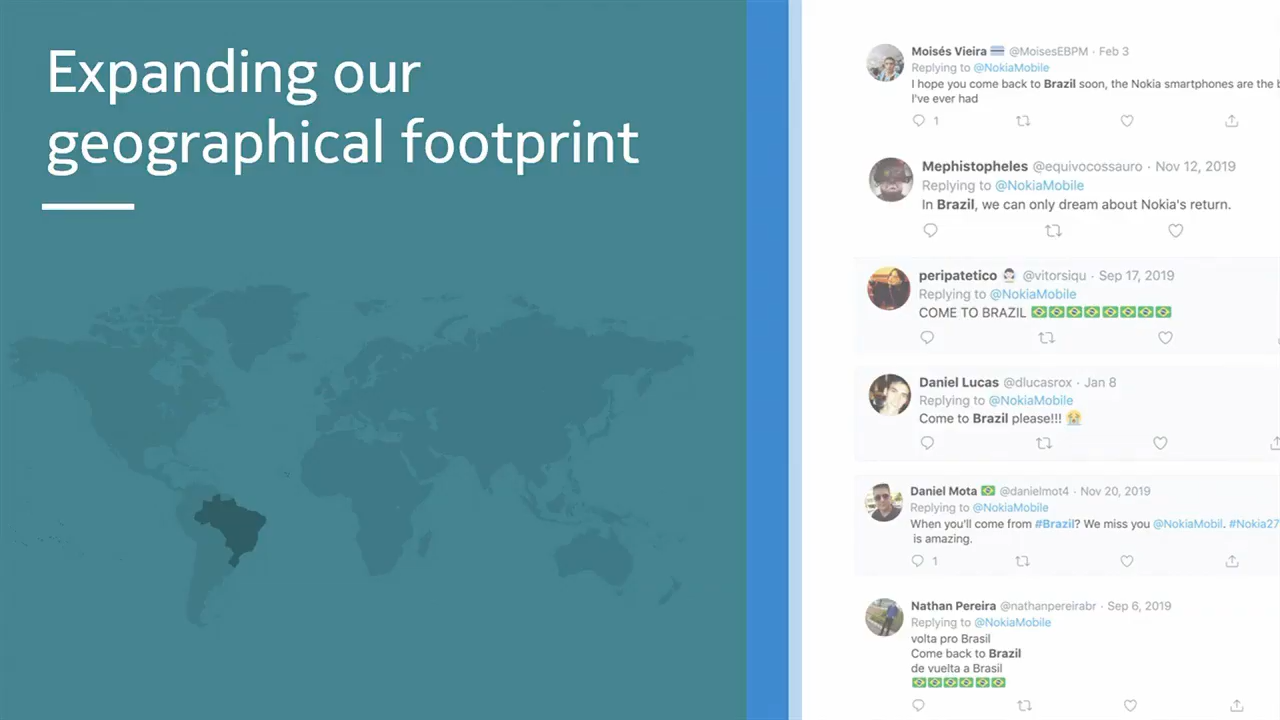 Expanding our
geographical footprint
Moisés Vieira @MoisesEBPM · Feb 3
Replying to @NokiaMobile
I hope you come back to Brazil soon, the Nokia smartphones are the
I've ever had
1
Mephistopheles @equivocossauro · Nov 12, 2019
Replying to @NokiaMobile
In Brazil, we can only dream about Nokia's return.
peripatetico @vitorsiqu · Sep 17, 2019
Replying to @NokiaMobile
COME TO BRAZIL 🇧🇷🇧🇷🇧🇷🇧🇷🇧🇷🇧🇷🇧🇷🇧🇷
Daniel Lucas @dlucasrox · Jan 8
Replying to @NokiaMobile
Come to Brazil please!!! 😭
Daniel Mota 🇧🇷 @danielmot4 · Nov 20, 2019
Replying to @NokiaMobile
When you'll come from #Brazil? We miss you @NokiaMobil. #Nokia27
is amazing.
1
Nathan Pereira @nathanpereirabr · Sep 6, 2019
Replying to @NokiaMobile
volta pro Brasil
Come back to Brazil
de vuelta a Brasil
🇧🇷🇧🇷🇧🇷🇧🇷🇧🇷🇧🇷